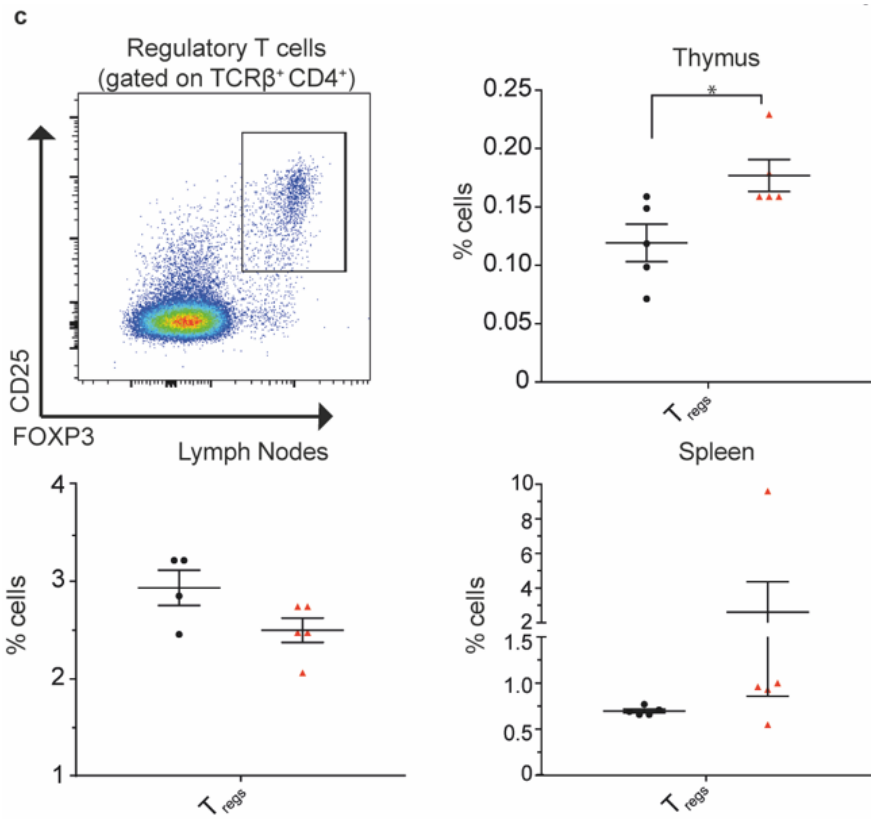 c
Regulatory T cells
(gated on TCRβ⁺ CD4⁺)
CD25
FOXP3
Thymus
0.25
0.20
0.15
0.10
0.05
0
% cells
*
T regs
Lymph Nodes
4
3
2
1
% cells
T regs
Spleen
10
8
6
4
2
1.5
1.0
0.5
0
% cells
T regs